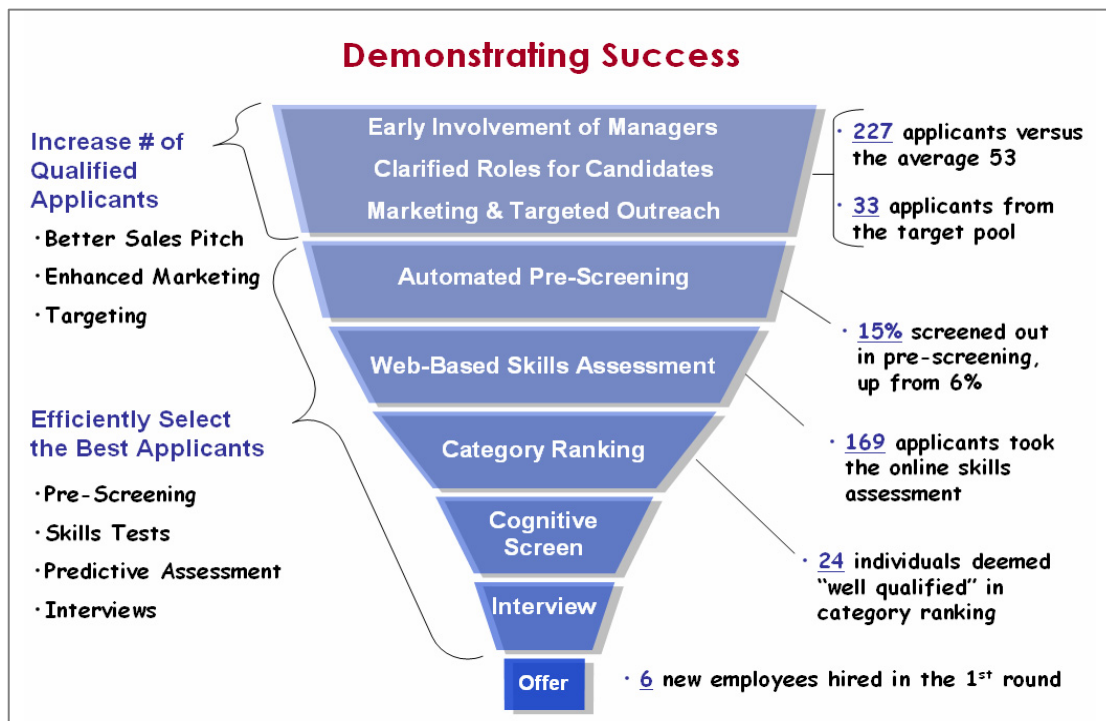 Demonstrating Success
Increase # of
Qualified
Applicants
· Better Sales Pitch
· Enhanced Marketing
· Targeting
Efficiently Select
the Best Applicants
· Pre-Screening
· Skills Tests
· Predictive Assessment
· Interviews
Early Involvement of Managers
Clarified Roles for Candidates
Marketing & Targeted Outreach
Automated Pre-Screening
Web-Based Skills Assessment
Category Ranking
Cognitive
Screen
Interview
Offer
· 227 applicants versus
the average 53
· 33 applicants from
the target pool
· 15% screened out
in pre-screening,
up from 6%
· 169 applicants took
the online skills
assessment
· 24 individuals deemed
“well qualified” in
category ranking
· 6 new employees hired in the 1st round